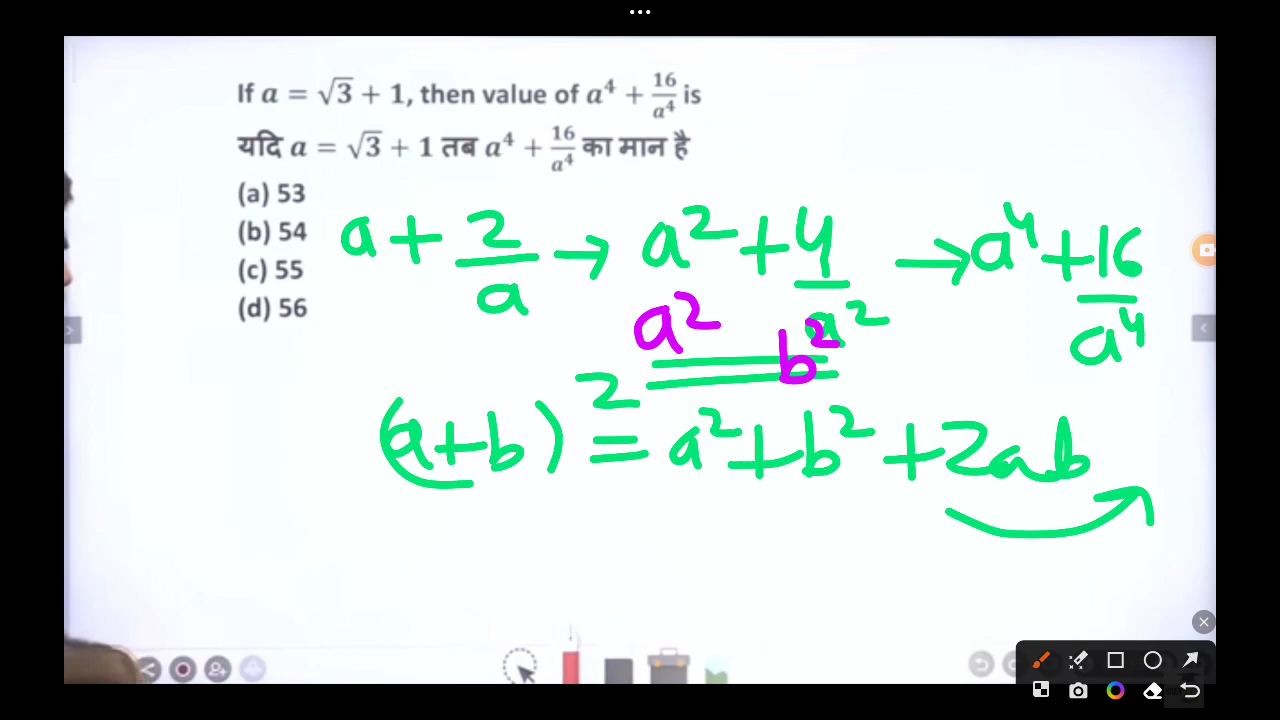 If a = √3 + 1, then value of a⁴ + 16/a⁴ is
यदि a = √3 + 1 तब a⁴ + 16/a⁴ का मान है
(a) 53
(b) 54
(c) 55
(d) 56
a + 2/a → a² + 4/a² → a⁴ + 16/a⁴
a² b²
(a+b)² = a² + b² + 2ab